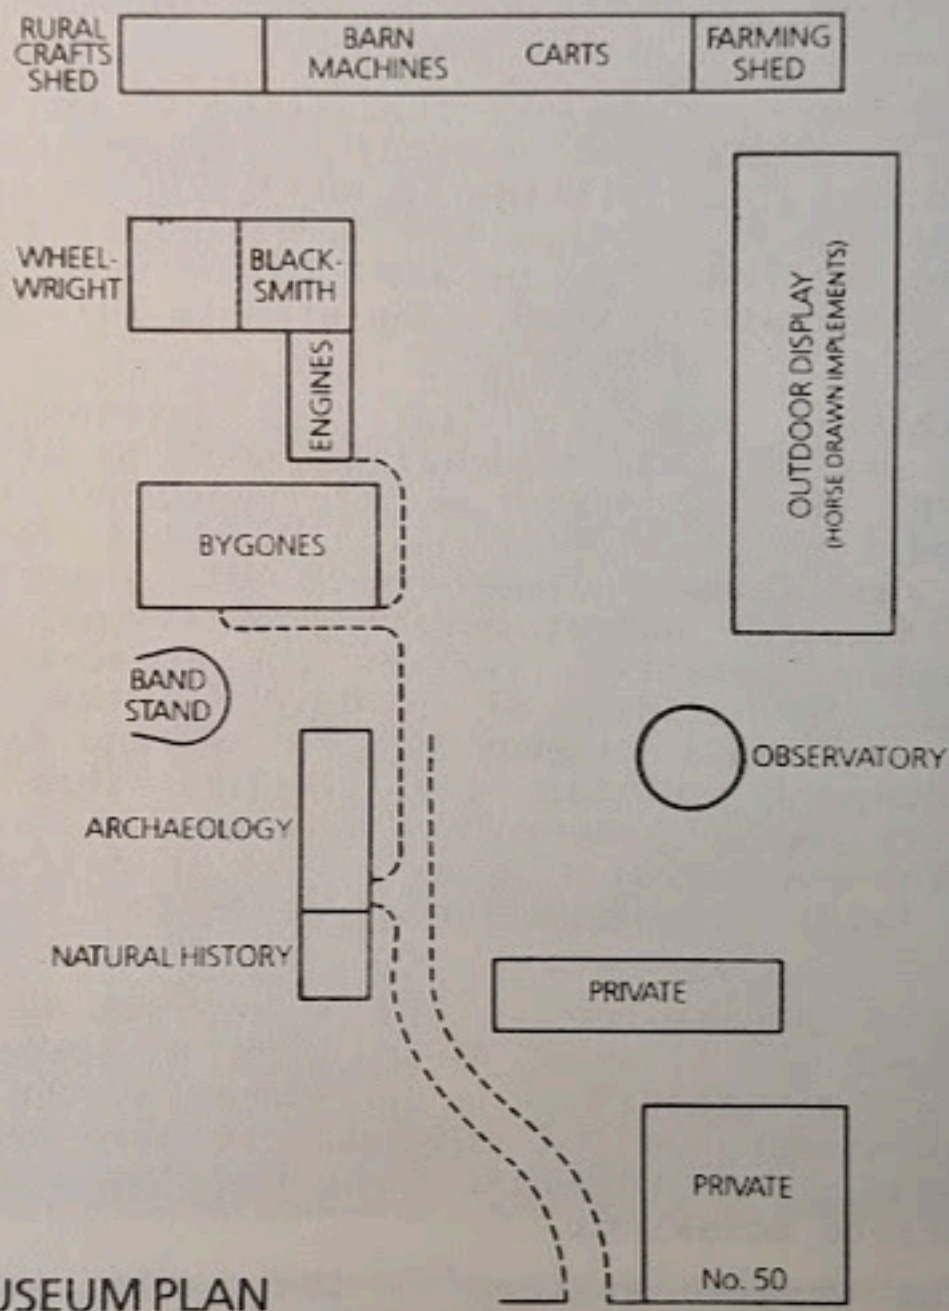 RURAL
CRAFTS
SHED
BARN
MACHINES
CARTS
FARMING
SHED
WHEEL-
WRIGHT
BLACK-
SMITH
ENGINES
OUTDOOR DISPLAY
(HORSE DRAWN IMPLEMENTS)
BYGONES
BAND
STAND
OBSERVATORY
ARCHAEOLOGY
NATURAL HISTORY
PRIVATE
PRIVATE
No. 50
USEUM PLAN